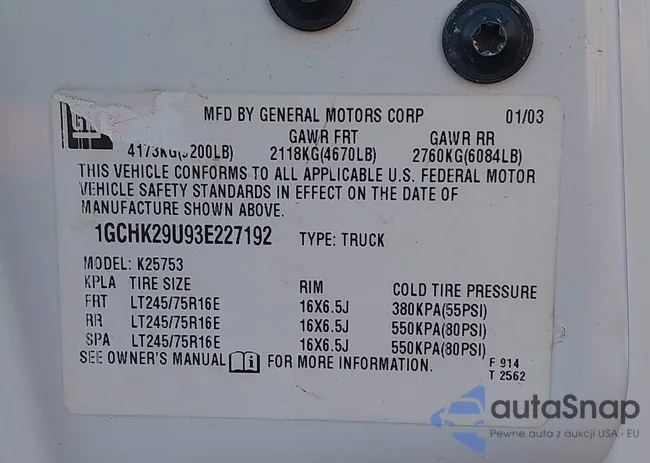 MFD BY GENERAL MOTORS CORP 01/03
GAWR FRT GAWR RR
4173KG(9200LB) 2118KG(4670LB) 2760KG(6084LB)
THIS VEHICLE CONFORMS TO ALL APPLICABLE U.S. FEDERAL MOTOR
VEHICLE SAFETY STANDARDS IN EFFECT ON THE DATE OF
MANUFACTURE SHOWN ABOVE.
1GCHK29U93E227192 TYPE: TRUCK
MODEL: K25753
KPLA TIRE SIZE RIM COLD TIRE PRESSURE
FRT LT245/75R16E 16X6.5J 380KPA(55PSI)
RR LT245/75R16E 16X6.5J 550KPA(80PSI)
SPA LT245/75R16E 16X6.5J 550KPA(80PSI)
SEE OWNER'S MANUAL FOR MORE INFORMATION.
F 914
T 2562
autaSnap
Pewne auta z aukcji USA i EU